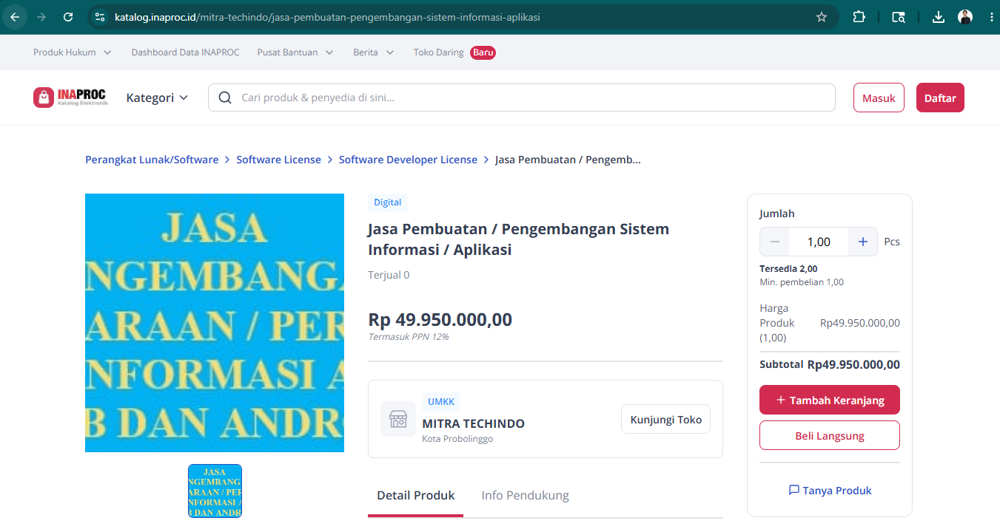 katalog.inaproc.id/mitra-techindo/jasa-pembuatan-pengembangan-sistem-informasi-aplikasi
Produk Hukum Dashboard Data INAPROC Pusat Bantuan Berita Toko Daring Baru
INAPROC
Katalog Elektronik
Kategori
Cari produk & penyedia di sini...
Masuk
Daftar
Perangkat Lunak/Software > Software License > Software Developer License > Jasa Pembatan / Pengemb...
JASA
NGEMBANGA
ARAAN / PER
NFORMASI A
B DAN ANDR
JASA
NGEMBANG
ARAAN / PER
NFORMASI A
B DAN ANDR
Digital
Jasa Pembuatan / Pengembangan Sistem
Informasi / Aplikasi
Terjual 0
Rp 49.950.000,00
Termasuk PPN 12%
UMKK
MITRA TECHINDO
Kota Probolinggo
Kunjungi Toko
Detail Produk
Info Pendukung
Jumlah
1,00
Pcs
Tersedia 2,00
Min. pembelian 1,00
Harga
Produk Rp49.950.000,00
(1,00)
Subtotal Rp49.950.000,00
+ Tambah Keranjang
Beli Langsung
Tanya Produk